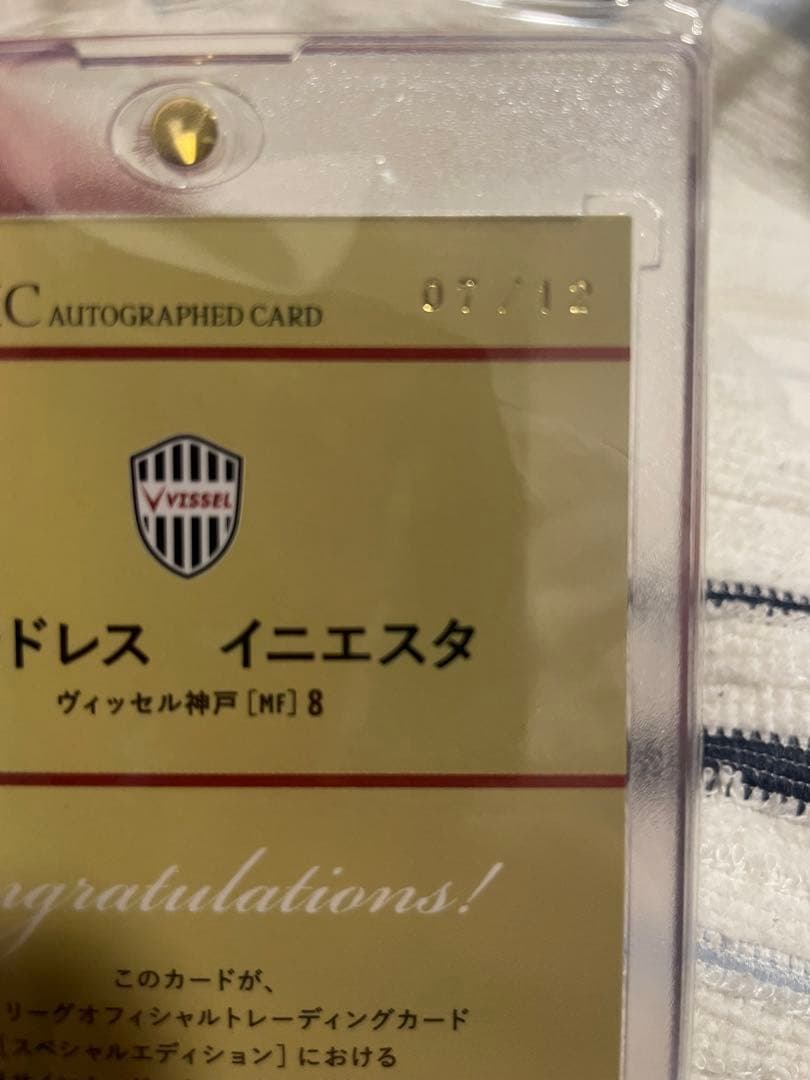 C AUTOGRAPHED CARD 07/12
VISSEL
ドレス イニエスタ
ヴィッセル神戸[MF]8
ngratulations!
このカードが、
リーグオフィシャルトレーディングカード
[スペシャルエディション]における